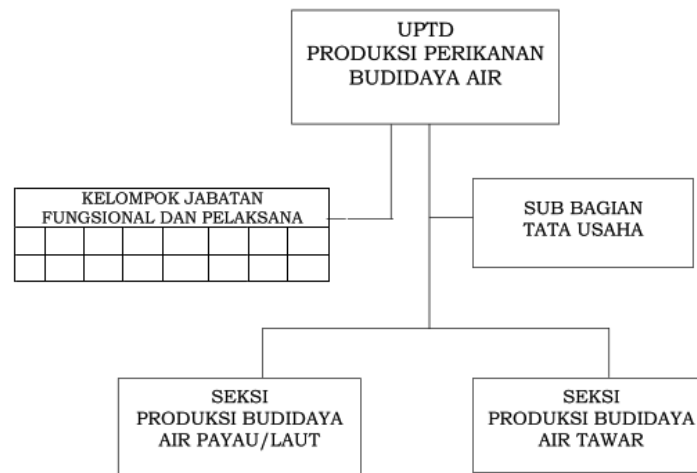 UPTD
PRODUKSI PERIKANAN
BUDIDAYA AIR
KELOMPOK JABATAN
FUNGSIONAL DAN PELAKSANA
SUB BAGIAN
TATA USAHA
SEKSI
PRODUKSI BUDIDAYA
AIR PAYAU/LAUT
SEKSI
PRODUKSI BUDIDAYA
AIR TAWAR